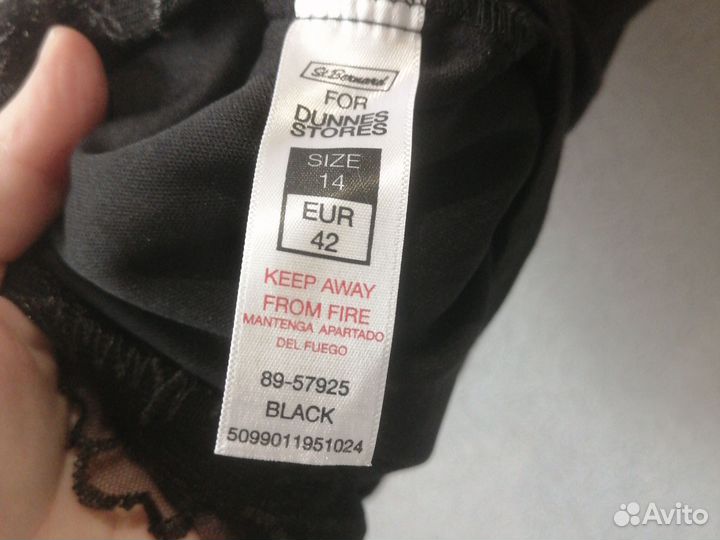 St. Bernard
FOR
DUNNES
STORES
SIZE
14
EUR
42
KEEP AWAY
FROM FIRE
MANTENGA APARTADO
DEL FUEGO
89-57925
BLACK
5099011951024
Avito